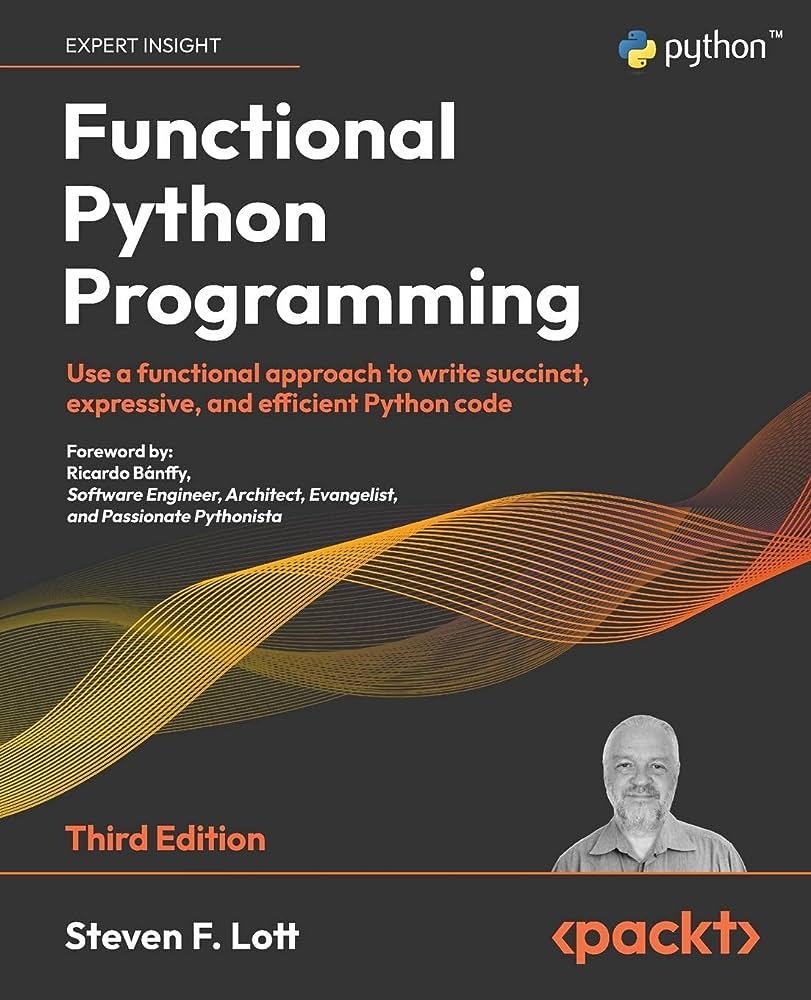 EXPERT INSIGHT
python™
Functional
Python
Programming
Use a functional approach to write succinct,
expressive, and efficient Python code
Foreword by:
Ricardo Bánffy,
Software Engineer, Architect, Evangelist,
and Passionate Pythonista
Third Edition
Steven F. Lott
<packt>